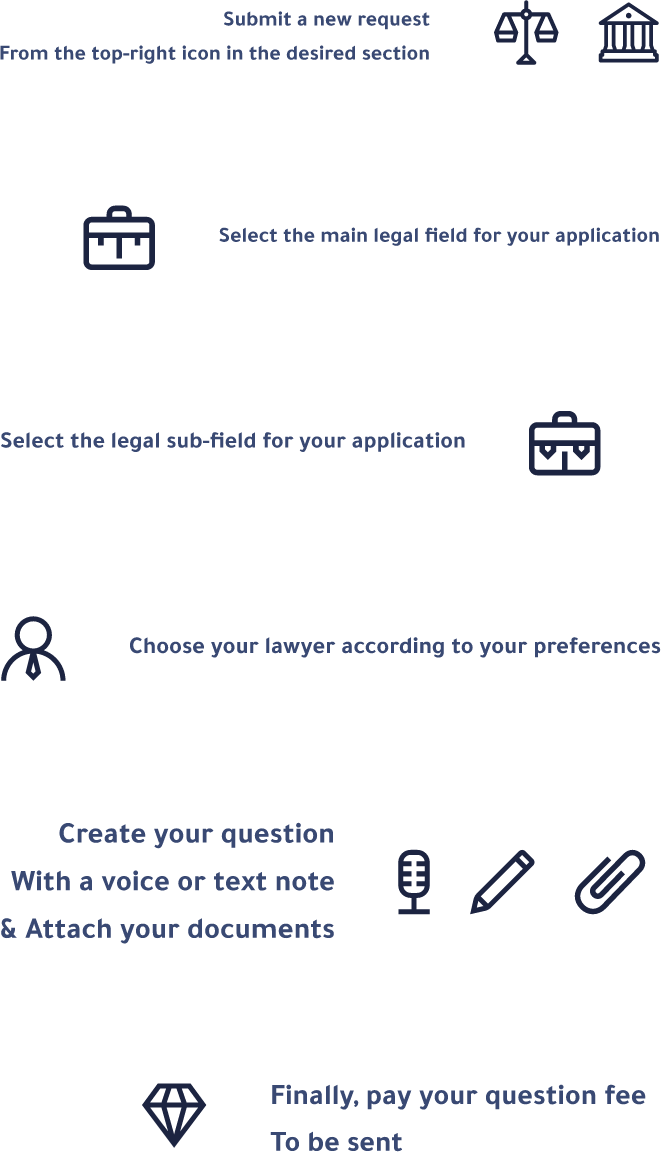 Submit a new request
From the top-right icon in the desired section
Select the main legal field for your application
Select the legal sub-field for your application
Choose your lawyer according to your preferences
Create your question
With a voice or text note
& Attach your documents
Finally, pay your question fee
To be sent